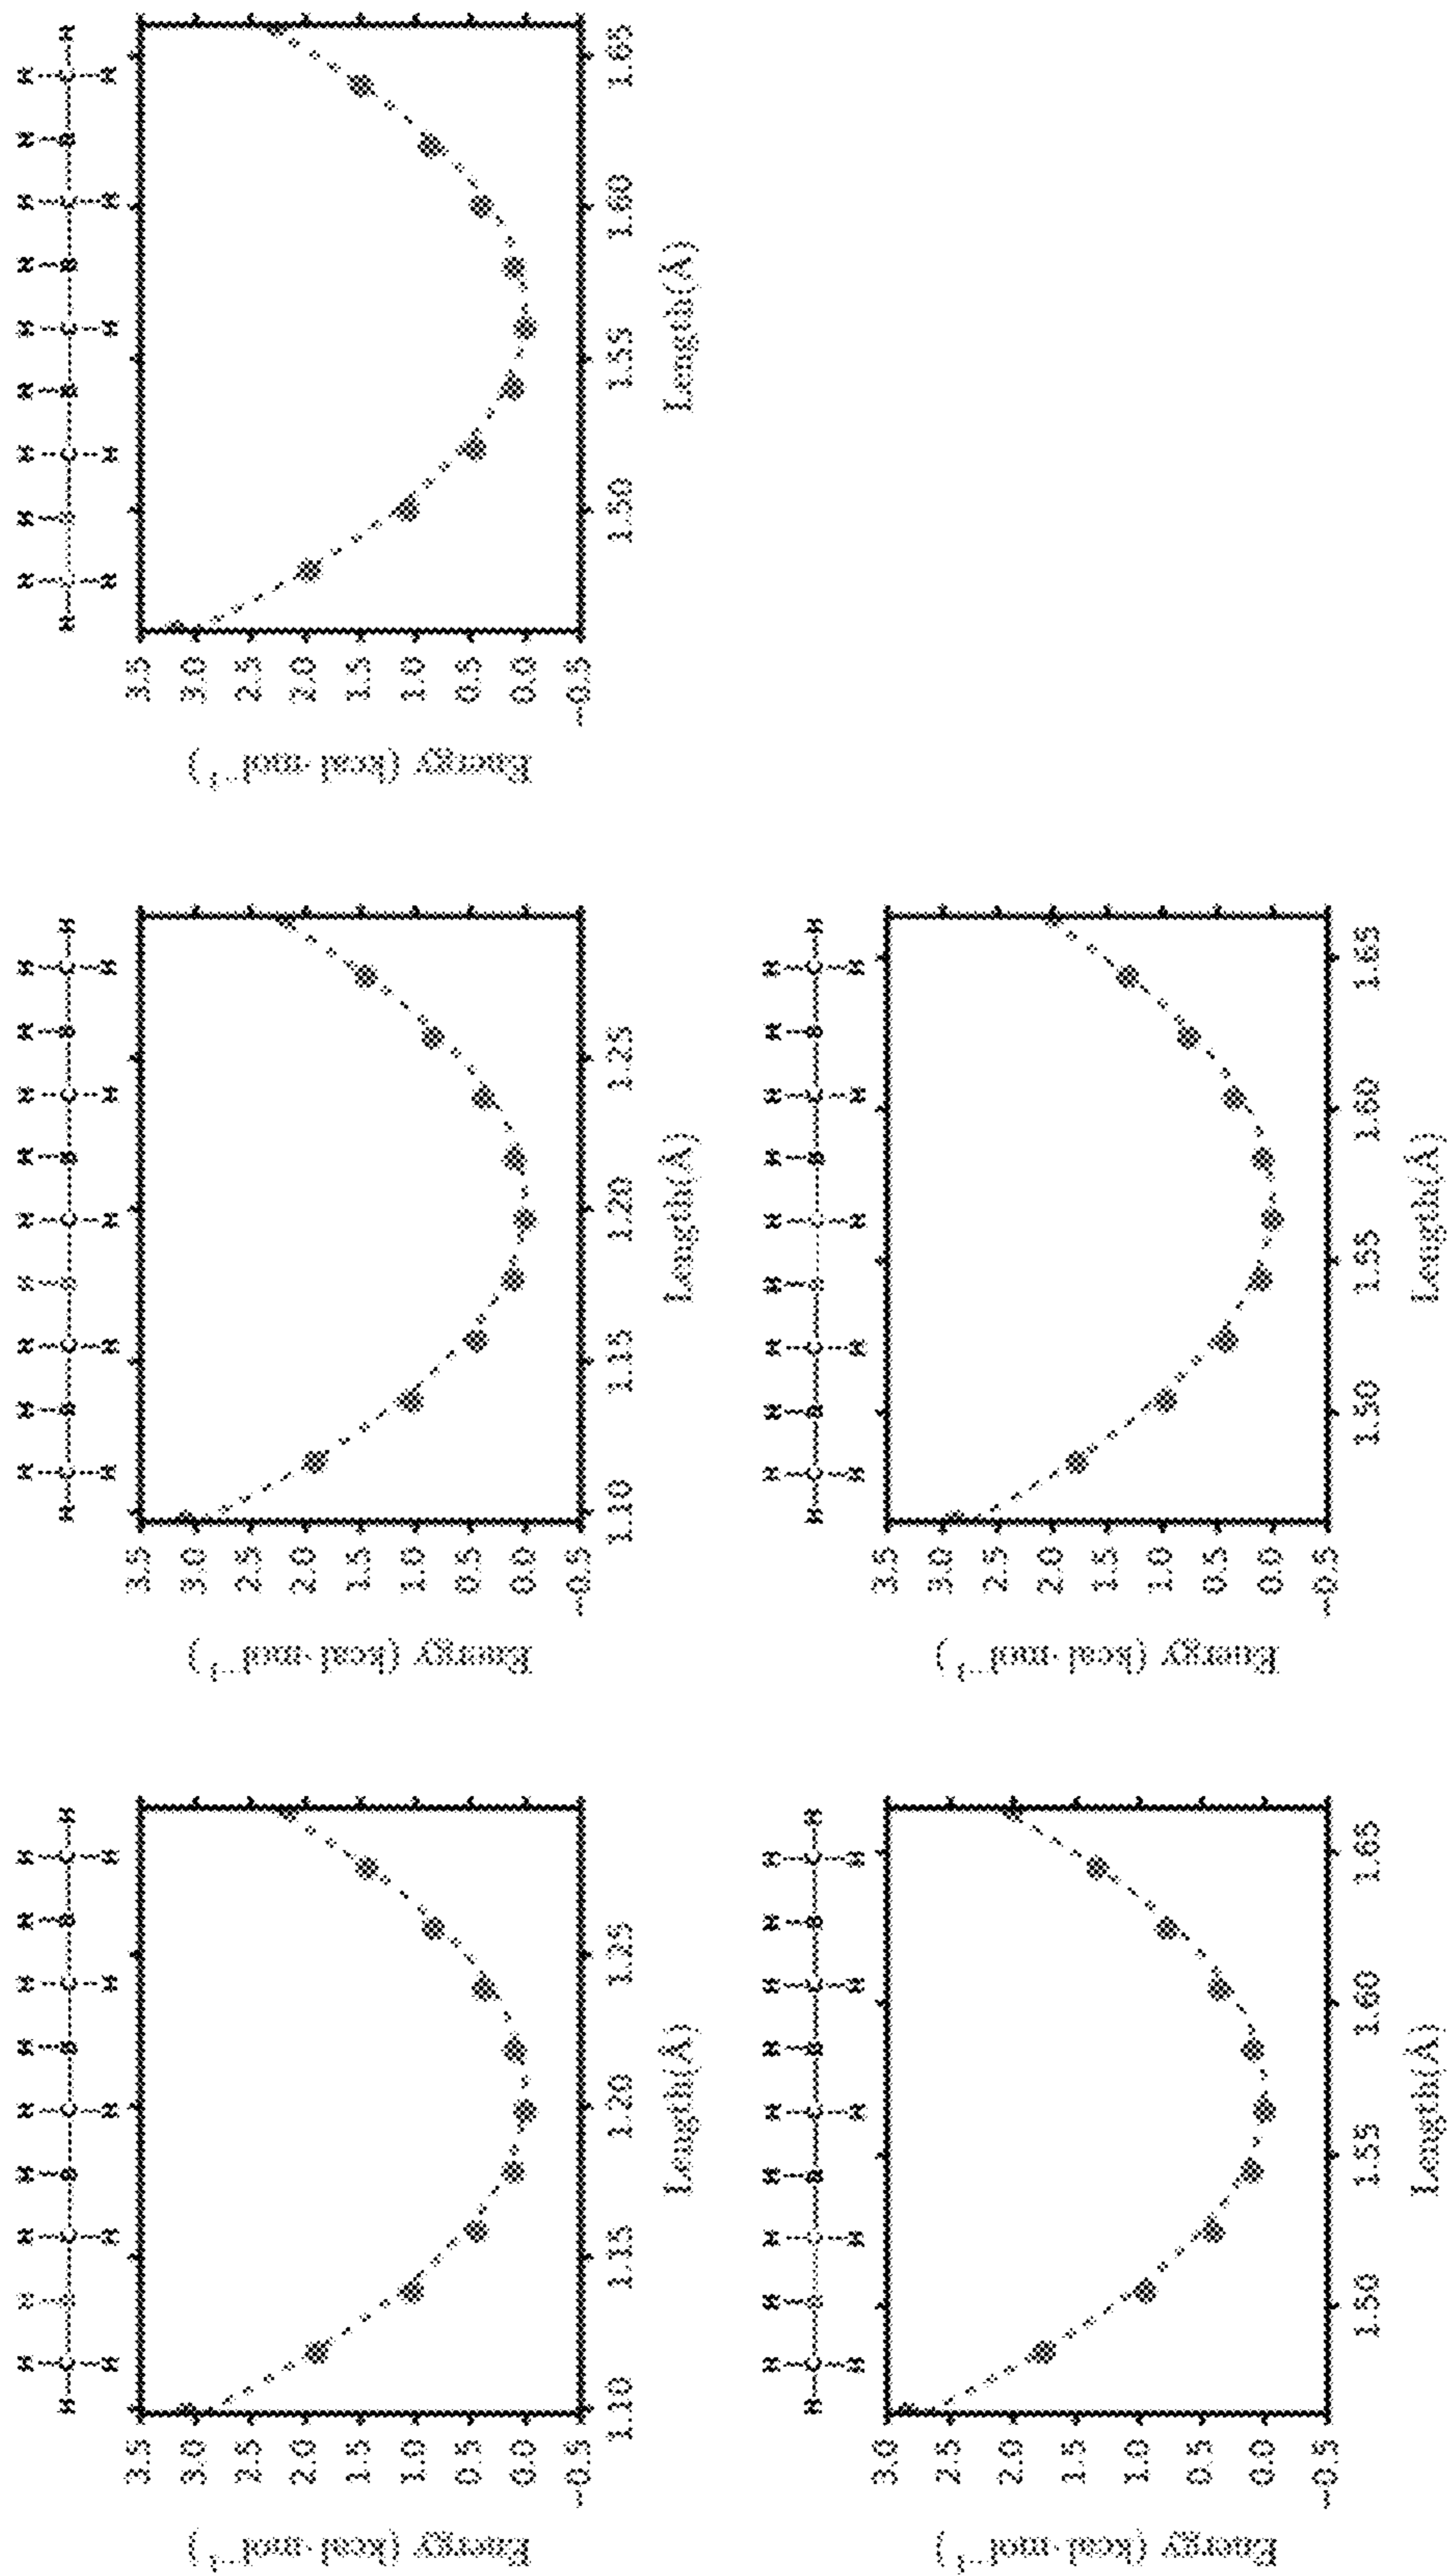 H H H H H H H H H
H C C B C B C B C H
H H H H H
3.5
3.0
2.5
2.0
1.5
1.0
0.5
0.0
-0.5
Energy (kcal·mol⁻¹)
1.10 1.15 1.20 1.25
Length(Å)
H H H H H H H H H
H C B C C B C B C H
H H H H H
3.5
3.0
2.5
2.0
1.5
1.0
0.5
0.0
-0.5
Energy (kcal·mol⁻¹)
1.10 1.15 1.20 1.25
Length(Å)
H H H H H H H H H
H C B C B C B C H
H H H H H
3.5
3.0
2.5
2.0
1.5
1.0
0.5
0.0
-0.5
Energy (kcal·mol⁻¹)
1.50 1.55 1.60 1.65
Length(Å)
H H H H H H H H H
H C C B C B C B C H
H H H H H
3.0
2.5
2.0
1.5
1.0
0.5
0.0
-0.5
Energy (kcal·mol⁻¹)
1.50 1.55 1.60 1.65
Length(Å)
H H H H H H H H H
H C B C C B C B C H
H H H H H
3.5
3.0
2.5
2.0
1.5
1.0
0.5
0.0
-0.5
Energy (kcal·mol⁻¹)
1.50 1.55 1.60 1.65
Length(Å)